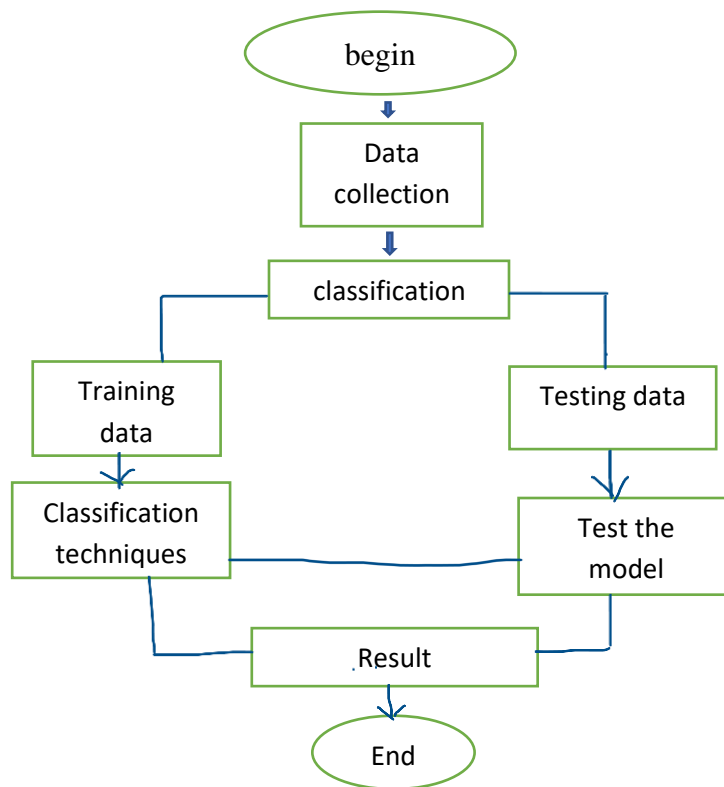 begin
Data
collection
classification
Training
data
Testing data
Classification
techniques
Test the
model
Result
End